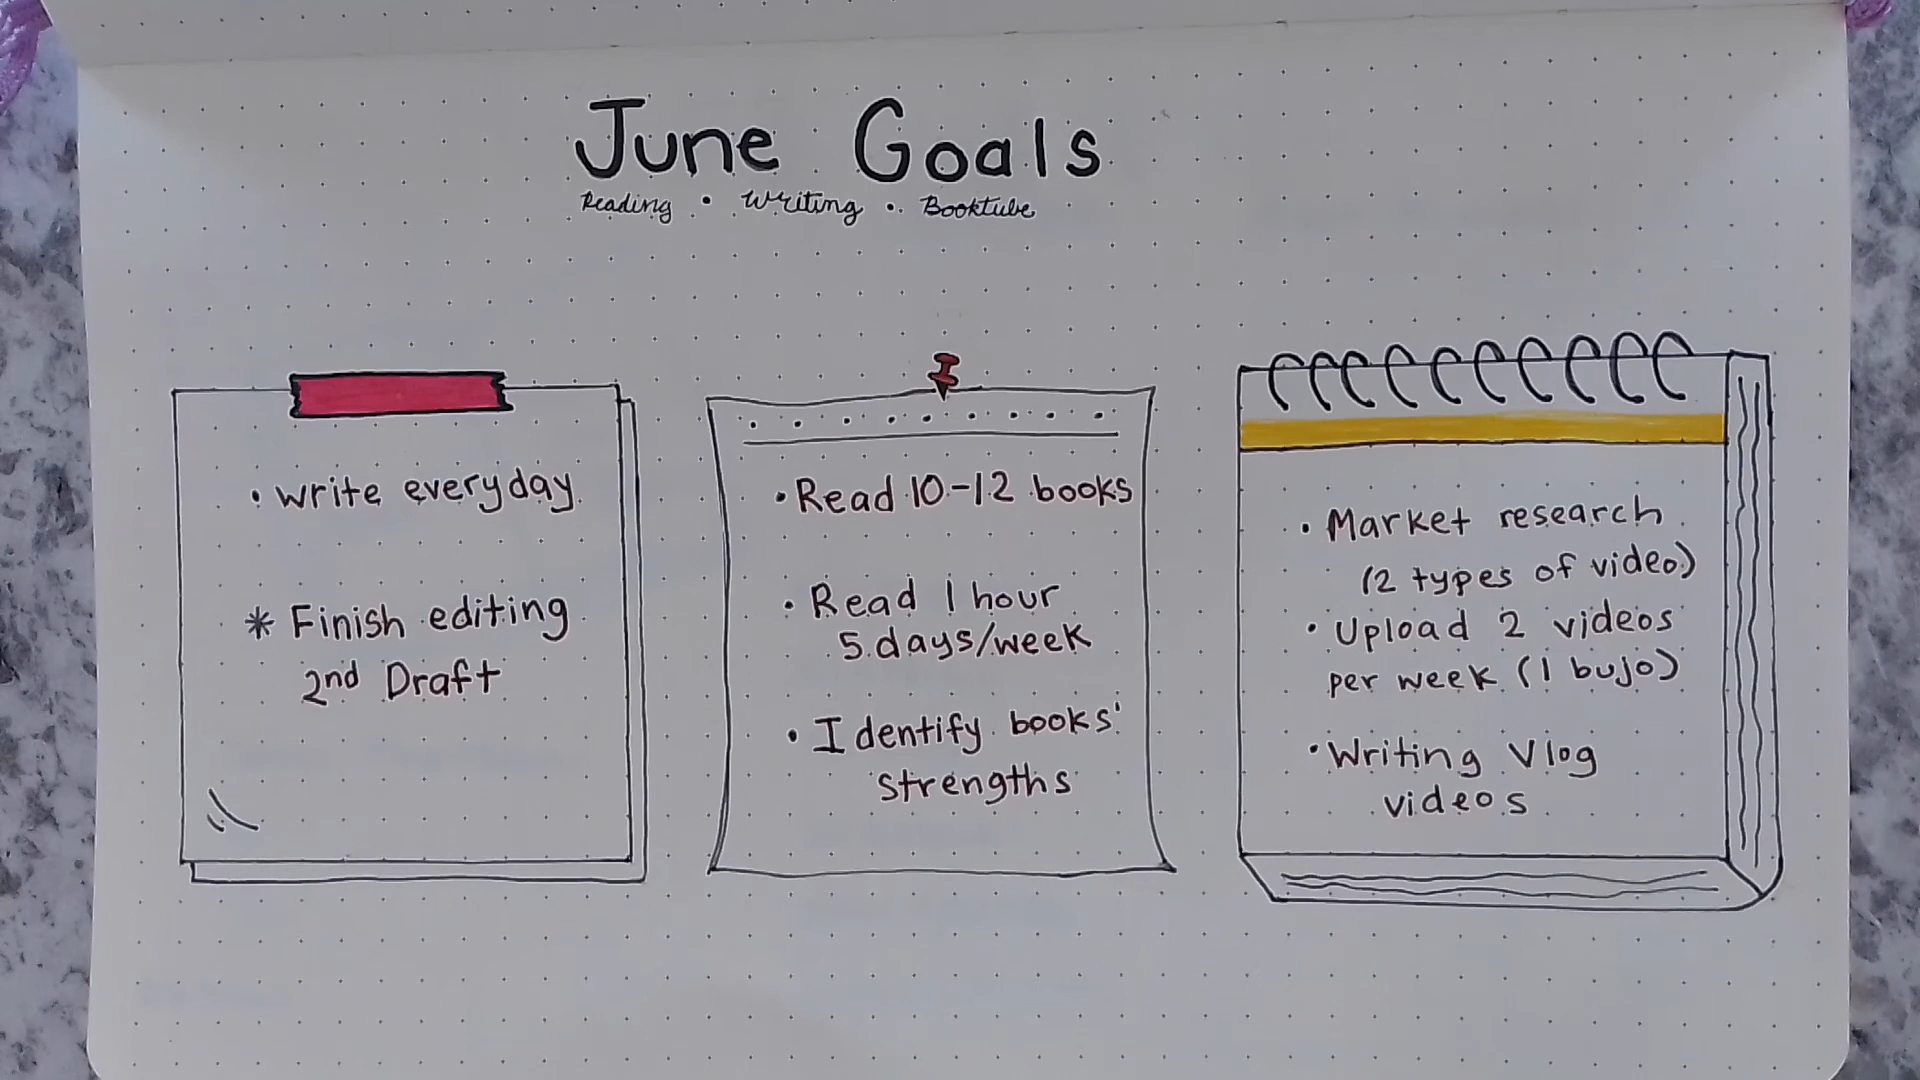 June Goals
Reading • Writing • Booktube
• write everyday
* Finish editing
2nd Draft
• Read 10-12 books
• Read 1 hour
5 days/week
• Identify books'
strengths
• Market research
(2 types of video)
• Upload 2 videos
per week (1 bujo)
• Writing Vlog
videos